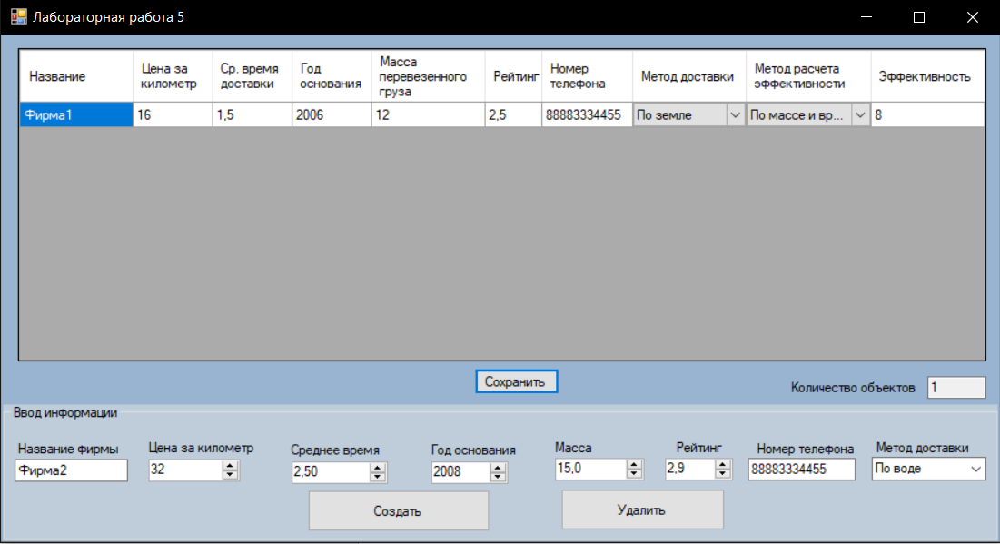 Лабораторная работа 5
Название
Цена за
километр
Ср. время
доставки
Год
основания
Масса
перевезенного
груза
Рейтинг
Номер
телефона
Метод доставки
Метод расчета
эффективности
Эффективность
Фирма1 16 1,5 2006 12 2,5 88883334455 По земле По массе и вр... 8
Сохранить
Количество объектов 1
Ввод информации
Название фирмы Цена за километр Среднее время Год основания Масса Рейтинг Номер телефона Метод доставки
Фирма2 32 2,50 2008 15,0 2,9 88883334455 По воде
Создать Удалить